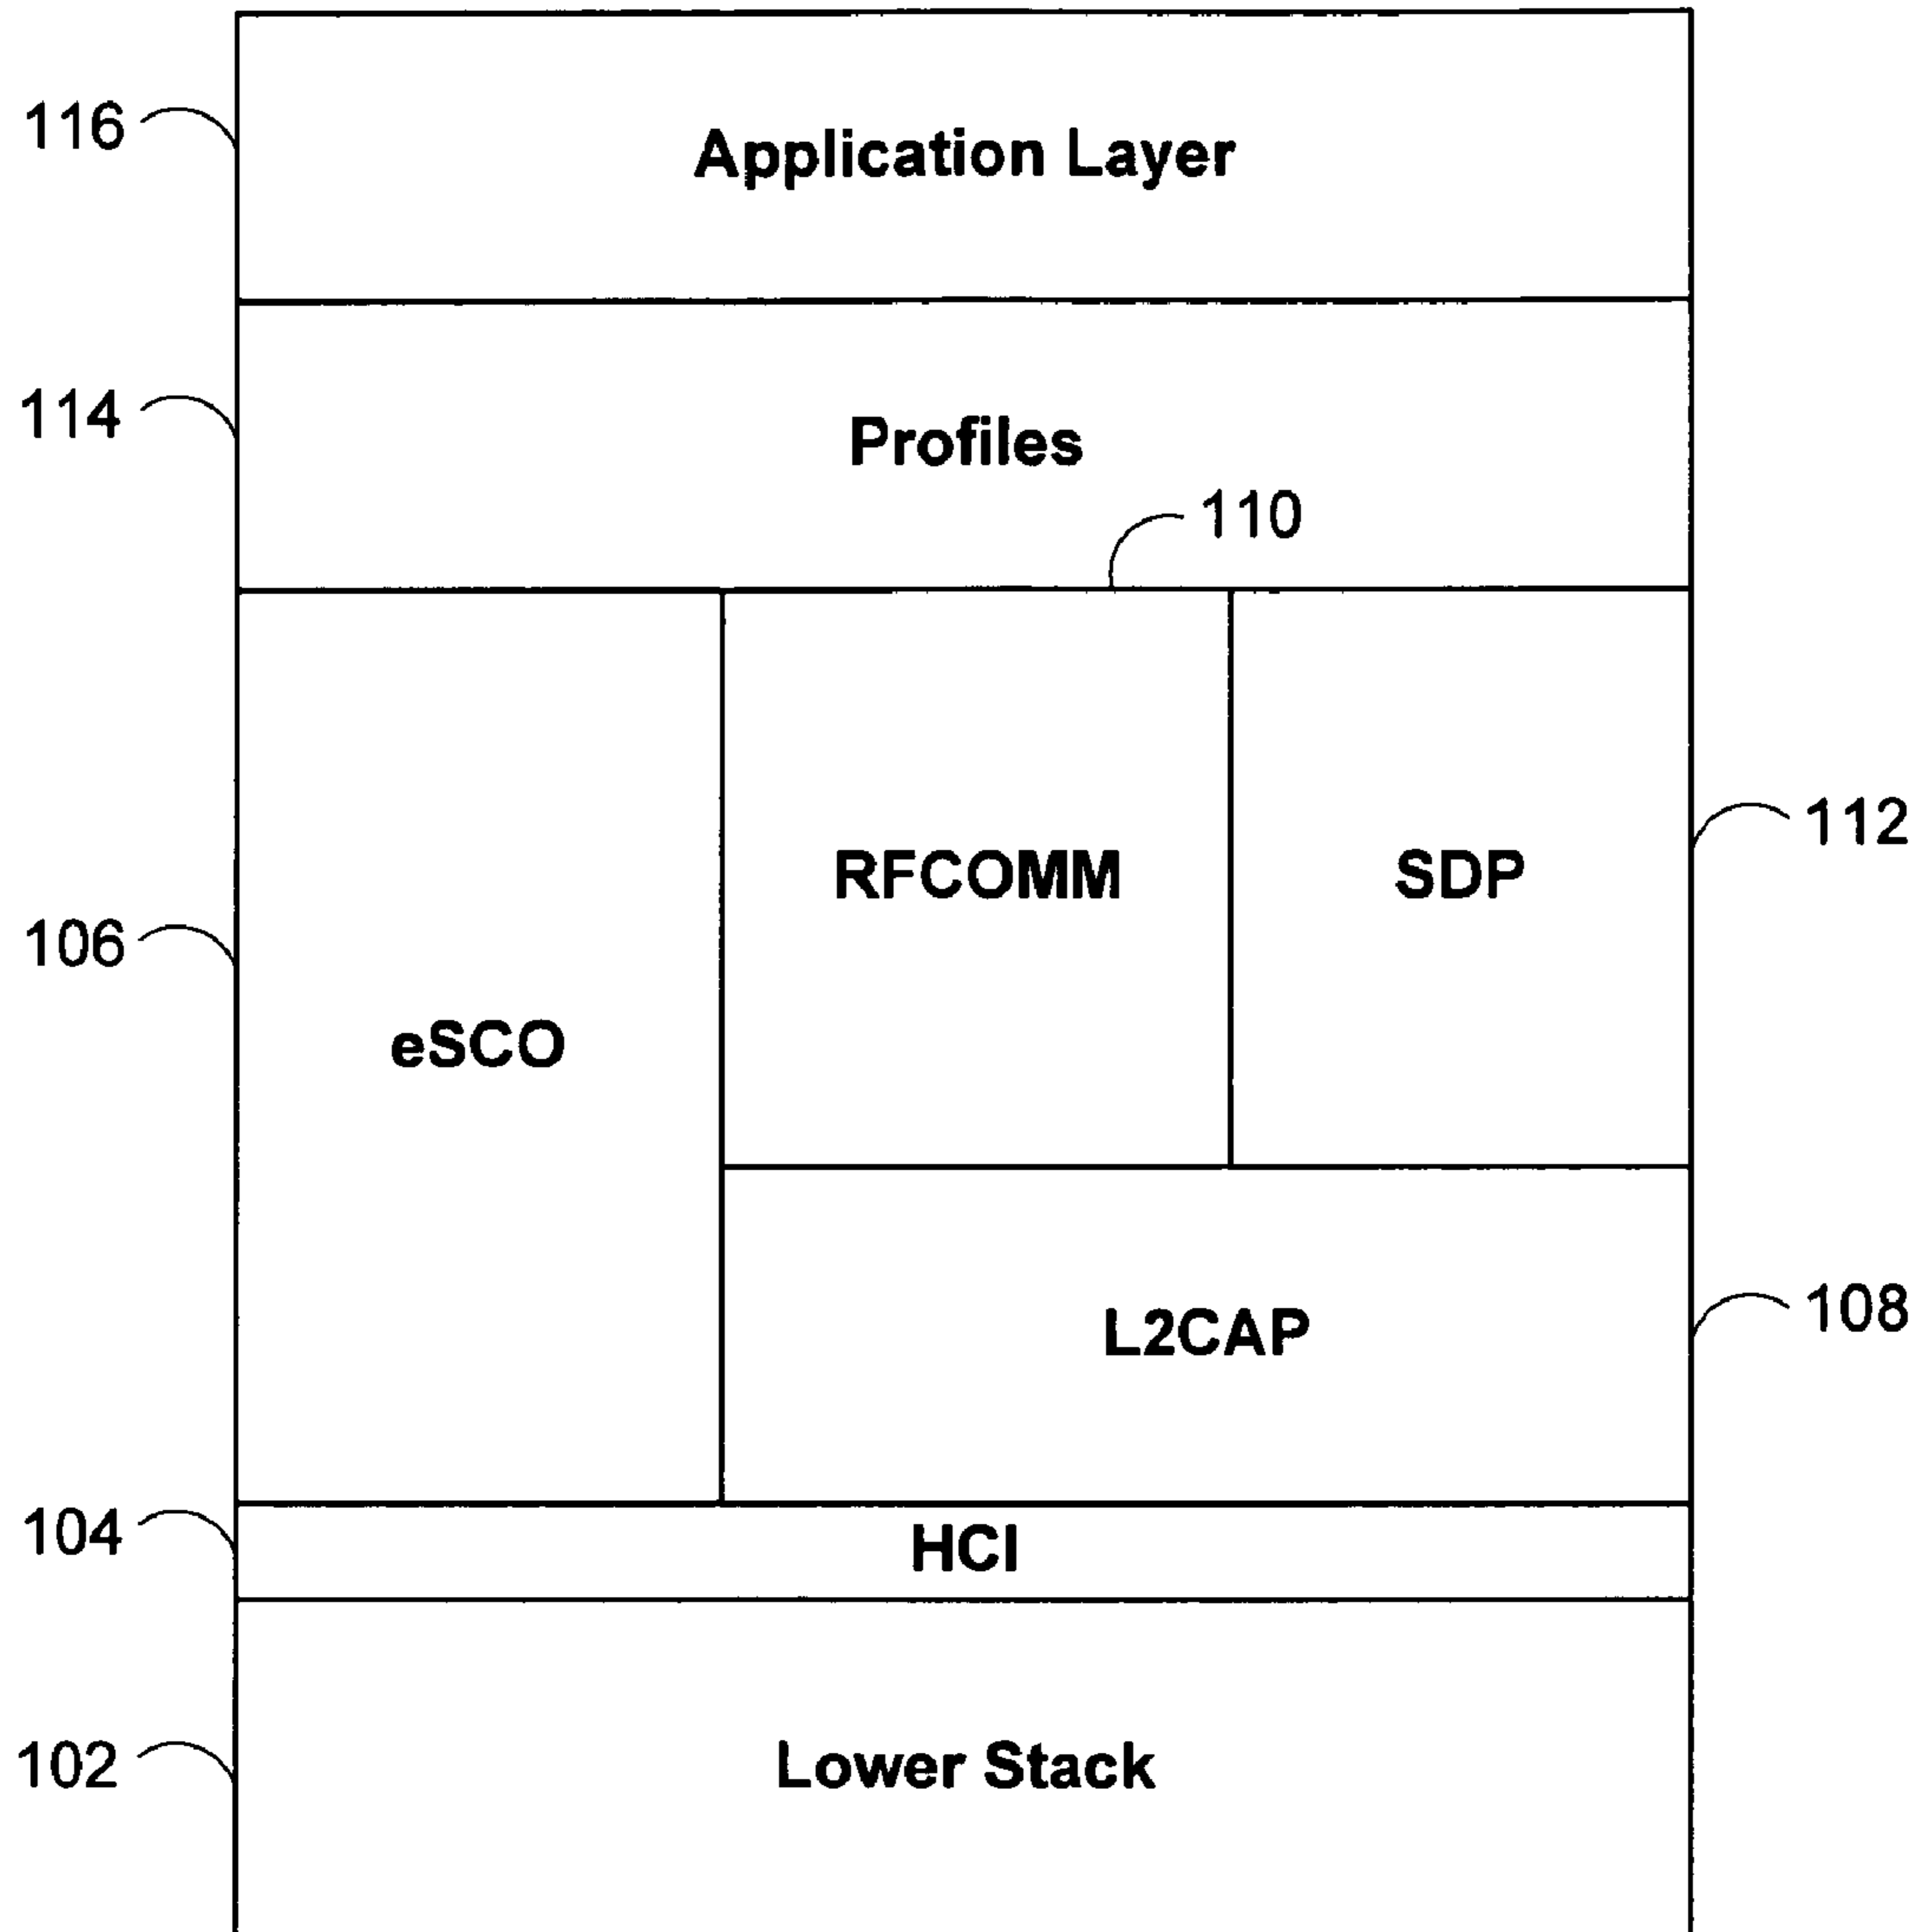 116
Application Layer
114
Profiles
110
RFCOMM
SDP
112
106
eSCO
L2CAP
108
104
HCI
102
Lower Stack